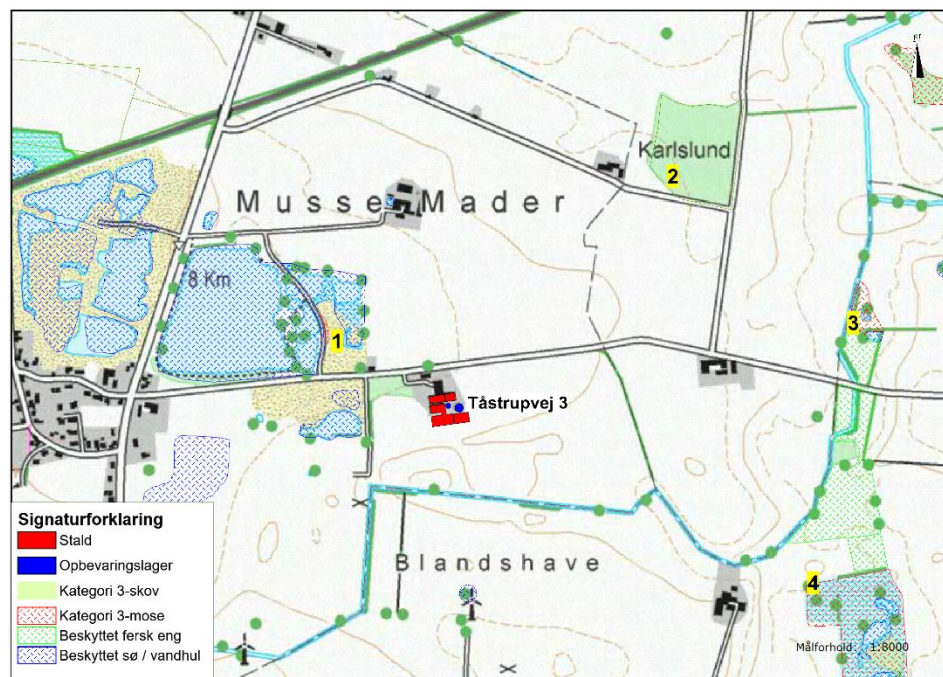 Karlslund
2
Musse Mader
8 Km
3
1
Tåstrupvej 3
Signaturforklaring
Stald
Opbevaringslager
Kategori 3-skov
Kategori 3-mose
Beskyttet fersk eng
Beskyttet sø / vandhul
Blandshave
4
Målforhold: 1:8000